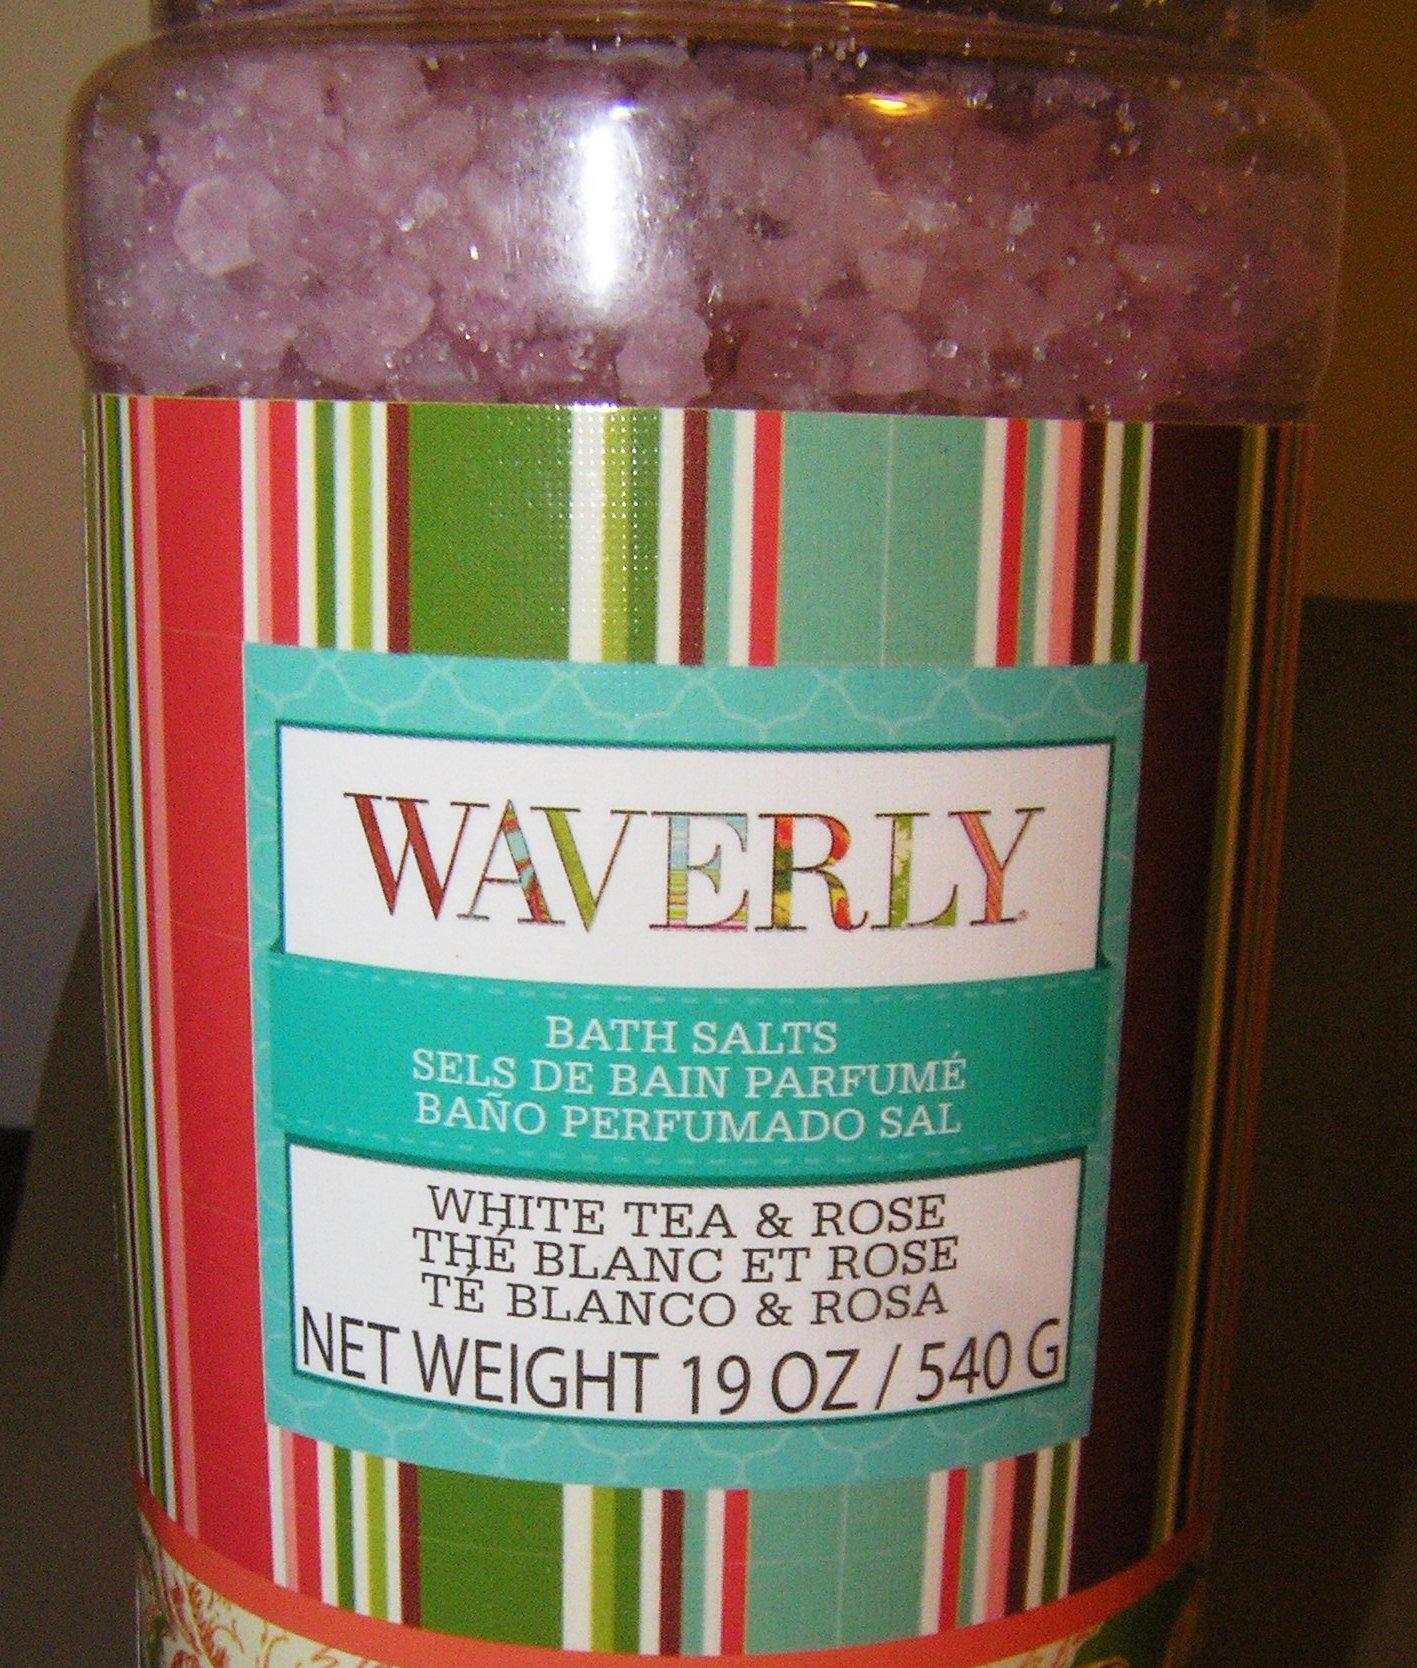 WAVERLY
BATH SALTS
SELS DE BAIN PARFUMÉ
BAÑO PERFUMADO SAL
WHITE TEA & ROSE
THÉ BLANC ET ROSE
TÉ BLANCO & ROSA
NET WEIGHT 19 OZ / 540 G